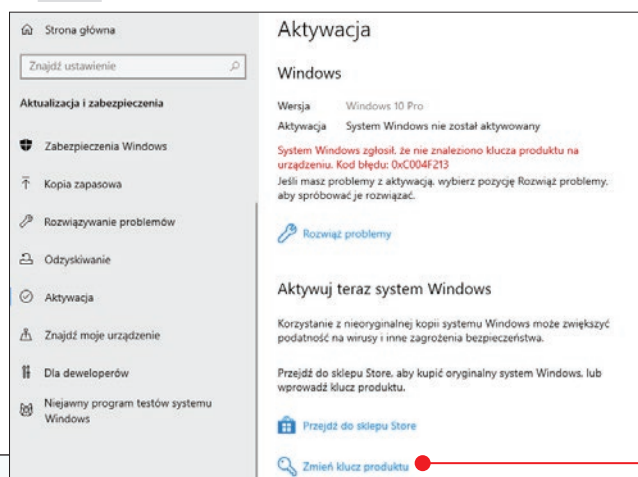 Strona główna
Znajdź ustawienie
Aktualizacja i zabezpieczenia
Zabezpieczenia Windows
Kopia zapasowa
Rozwiązywanie problemów
Odzyskiwanie
Aktywacja
Znajdź moje urządzenie
Dla deweloperów
Niejawny program testów systemu
Windows
Aktywacja
Windows
Wersja Windows 10 Pro
Aktywacja System Windows nie został aktywowany
System Windows zgłosił, że nie znaleziono klucza produktu na
urządzeniu. Kod błędu: 0xC004F213
Jeśli masz problemy z aktywacją, wybierz pozycję Rozwiąż problemy,
aby spróbować je rozwiązać.
Rozwiąż problemy
Aktywuj teraz system Windows
Korzystanie z nieoryginalnej kopii systemu Windows może zwiększyć
podatność na wirusy i inne zagrożenia bezpieczeństwa.
Przejdź do sklepu Store, aby kupić oryginalny system Windows, lub
wprowadź klucz produktu.
Przejdź do sklepu Store
Zmień klucz produktu